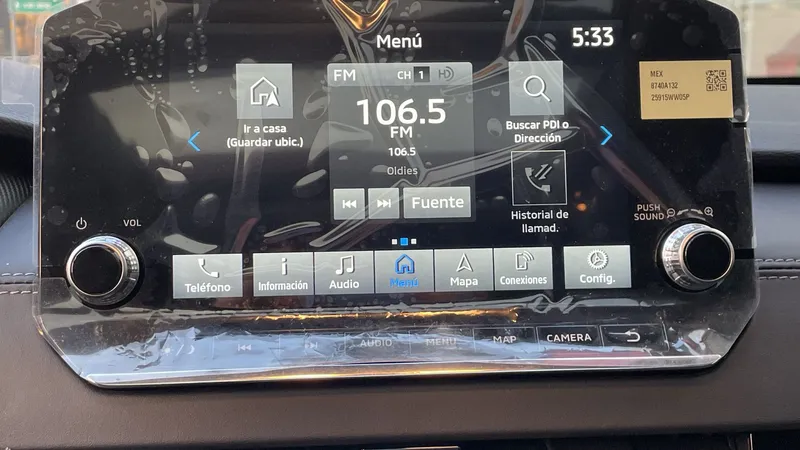 Menú
5:33
FM
CH 1 HD
106.5
FM
106.5
Oldies
Fuente
Ir a casa
(Guardar ubic.)
Buscar PDI o
Dirección
Historial de
llamad.
MEX
8740A132
25915WW05P
VOL
PUSH
SOUND
Teléfono
Información
Audio
Menú
Mapa
Conexiones
Config.
AUDIO
MENU
MAP
CAMERA